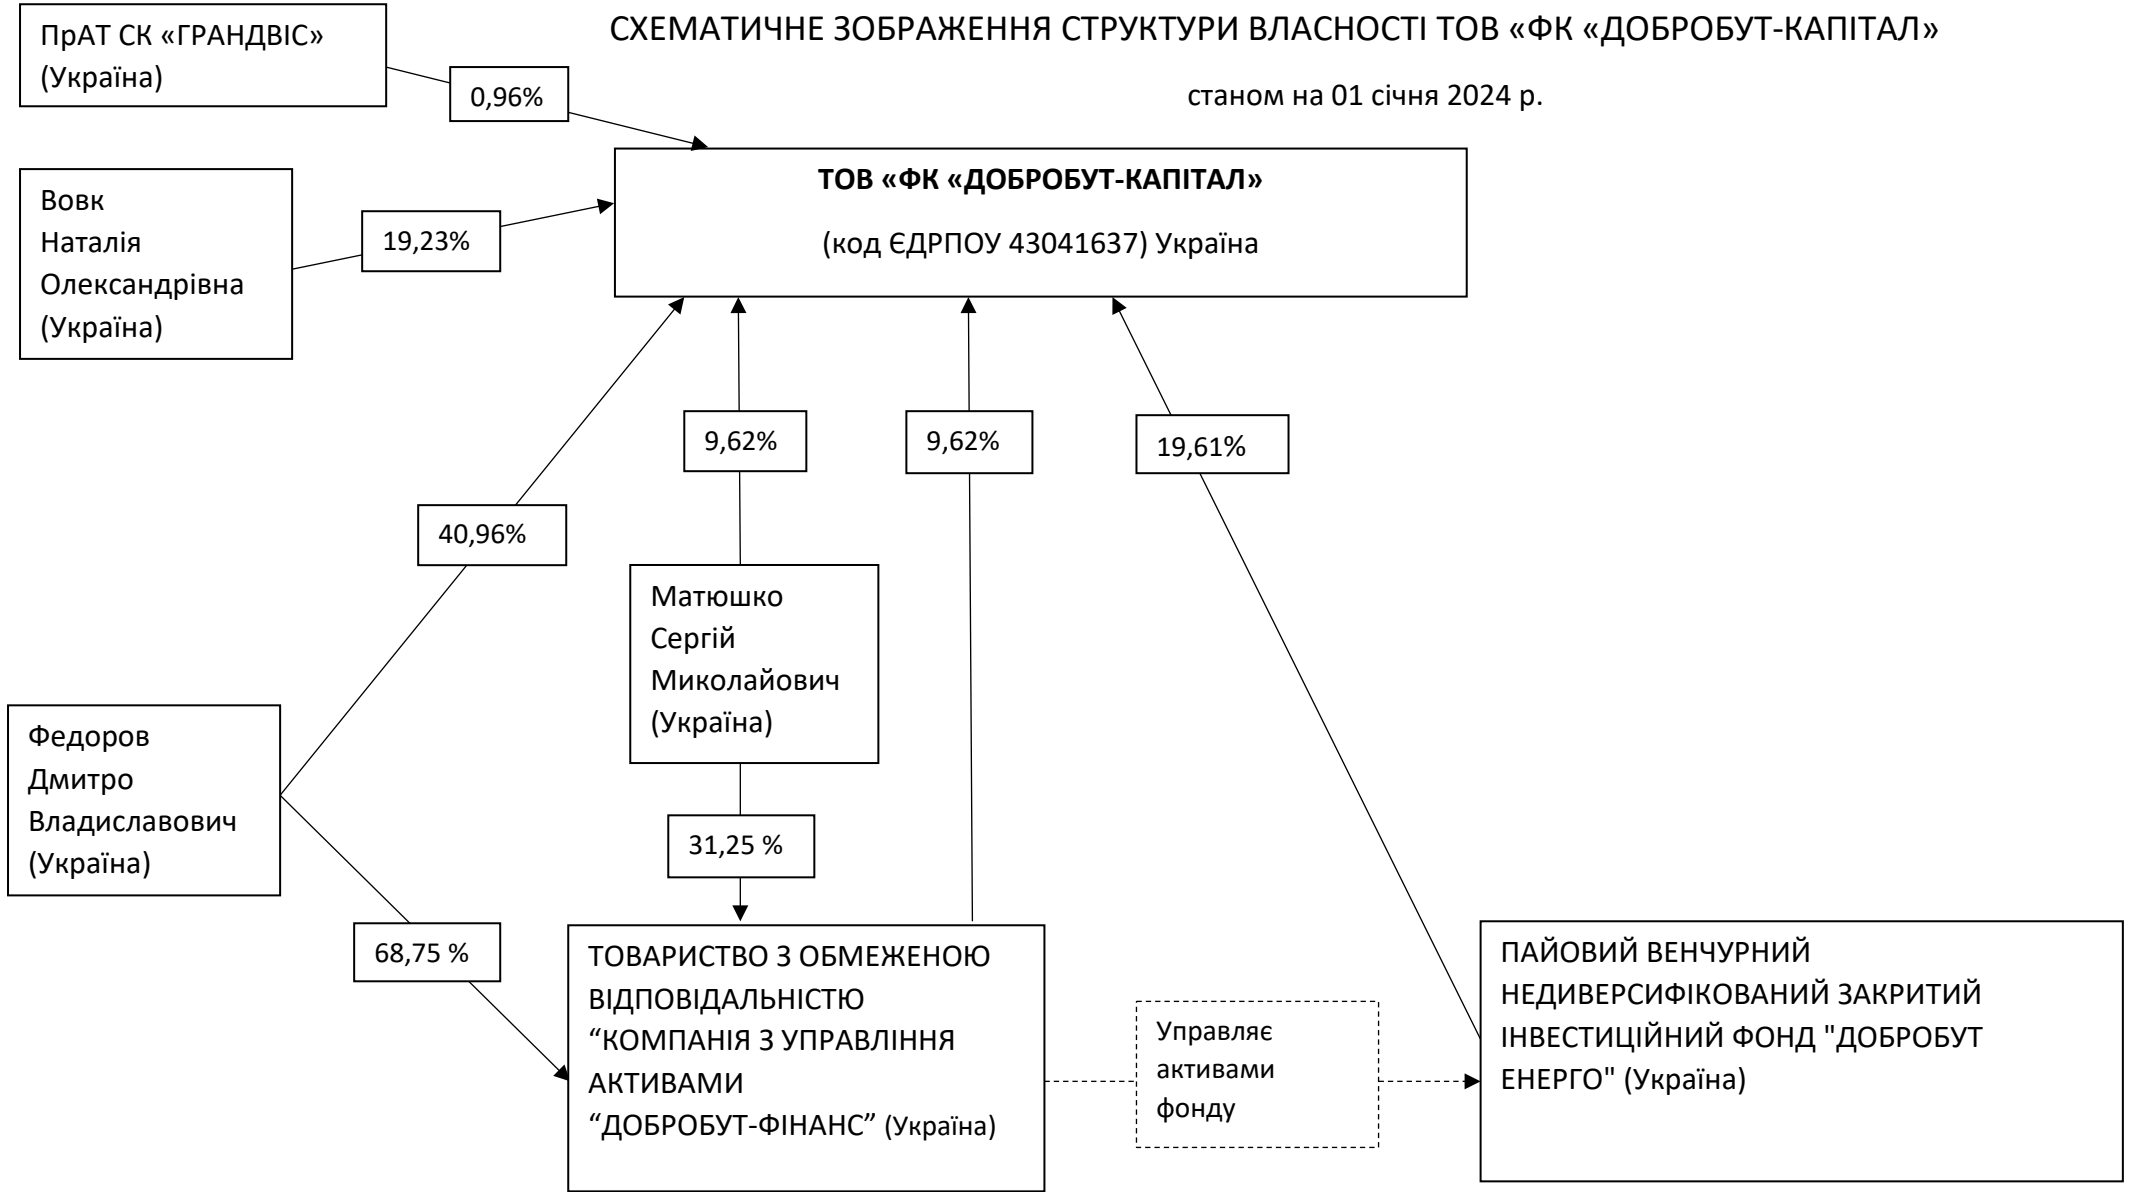 СХЕМАТИЧНЕ ЗОБРАЖЕННЯ СТРУКТУРИ ВЛАСНОСТІ ТОВ «ФК «ДОБРОБУТ-КАПІТАЛ»
станом на 01 січня 2024 р.
ПрАТ СК «ГРАНДВІС»
(Україна)
0,96%
ТОВ «ФК «ДОБРОБУТ-КАПІТАЛ»
(код ЄДРПОУ 43041637) Україна
Вовк
Наталія
Олександрівна
(Україна)
19,23%
9,62%
9,62%
19,61%
40,96%
Матюшко
Сергій
Миколайович
(Україна)
Федоров
Дмитро
Владиславович
(Україна)
31,25 %
68,75 %
ТОВАРИСТВО З ОБМЕЖЕНОЮ
ВІДПОВІДАЛЬНІСТЮ
“КОМПАНІЯ З УПРАВЛІННЯ
АКТИВАМИ
“ДОБРОБУТ-ФІНАНС” (Україна)
Управляє
активами
фонду
ПАЙОВИЙ ВЕНЧУРНИЙ
НЕДИВЕРСИФІКОВАНИЙ ЗАКРИТИЙ
ІНВЕСТИЦІЙНИЙ ФОНД "ДОБРОБУТ
ЕНЕРГО" (Україна)